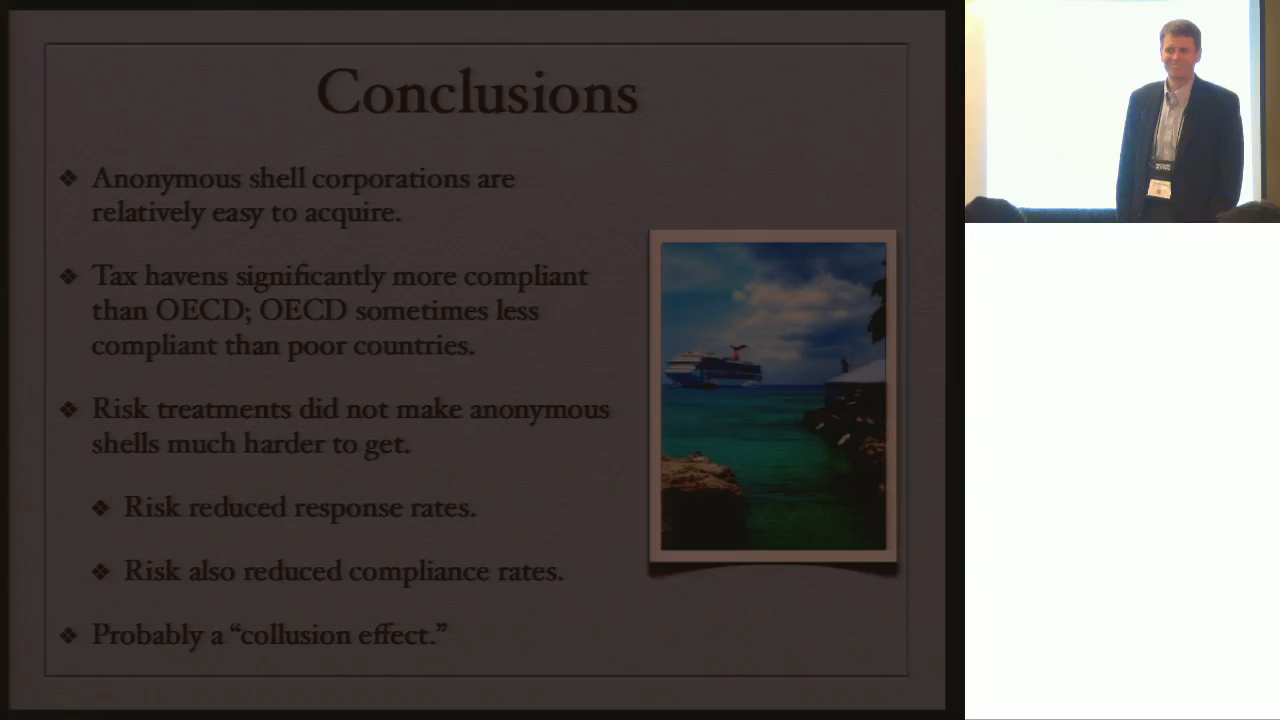 Conclusions
❖ Anonymous shell corporations are
relatively easy to acquire.
❖ Tax havens significantly more compliant
than OECD; OECD sometimes less
compliant than poor countries.
❖ Risk treatments did not make anonymous
shells much harder to get.
❖ Risk reduced response rates.
❖ Risk also reduced compliance rates.
❖ Probably a “collusion effect.”